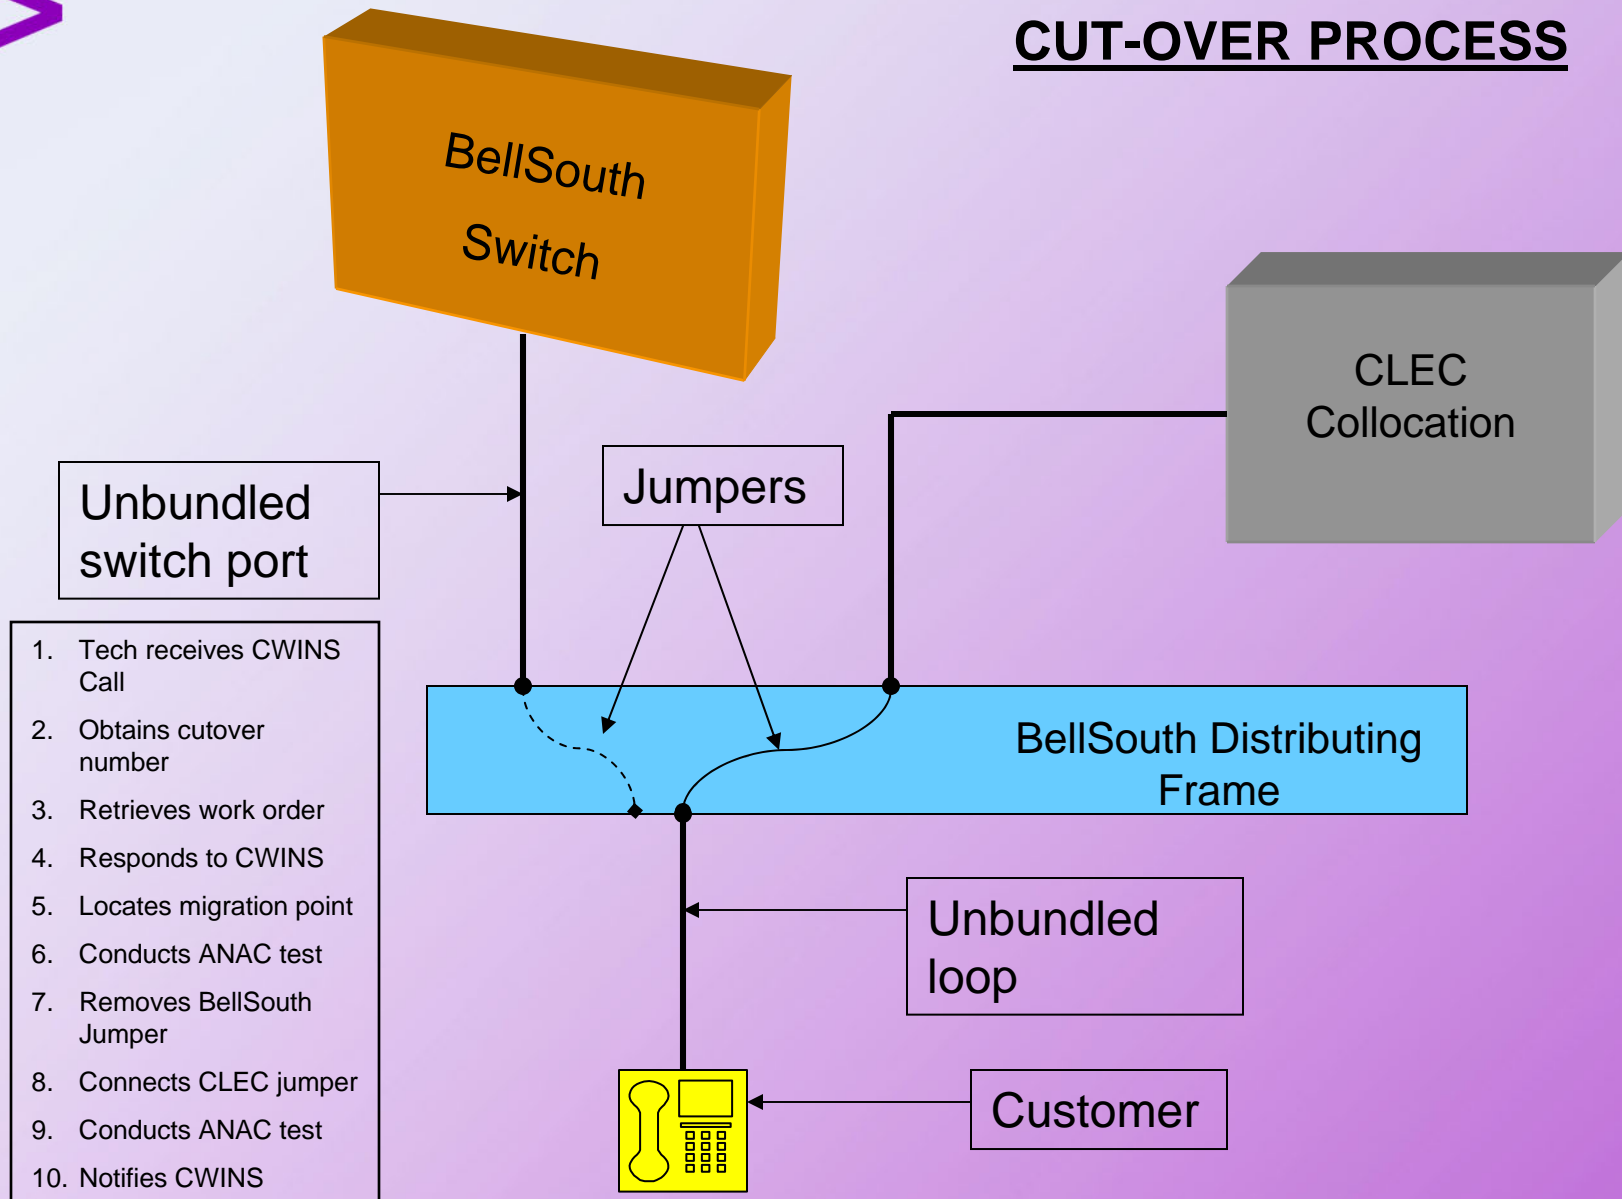 CUT-OVER PROCESS
BellSouth
Switch
CLEC
Collocation
Unbundled
switch port
Jumpers
1. Tech receives CWINS
Call
2. Obtains cutover
number
3. Retrieves work order
4. Responds to CWINS
5. Locates migration point
6. Conducts ANAC test
7. Removes BellSouth
Jumper
8. Connects CLEC jumper
9. Conducts ANAC test
10. Notifies CWINS
BellSouth Distributing
Frame
Unbundled
loop
Customer